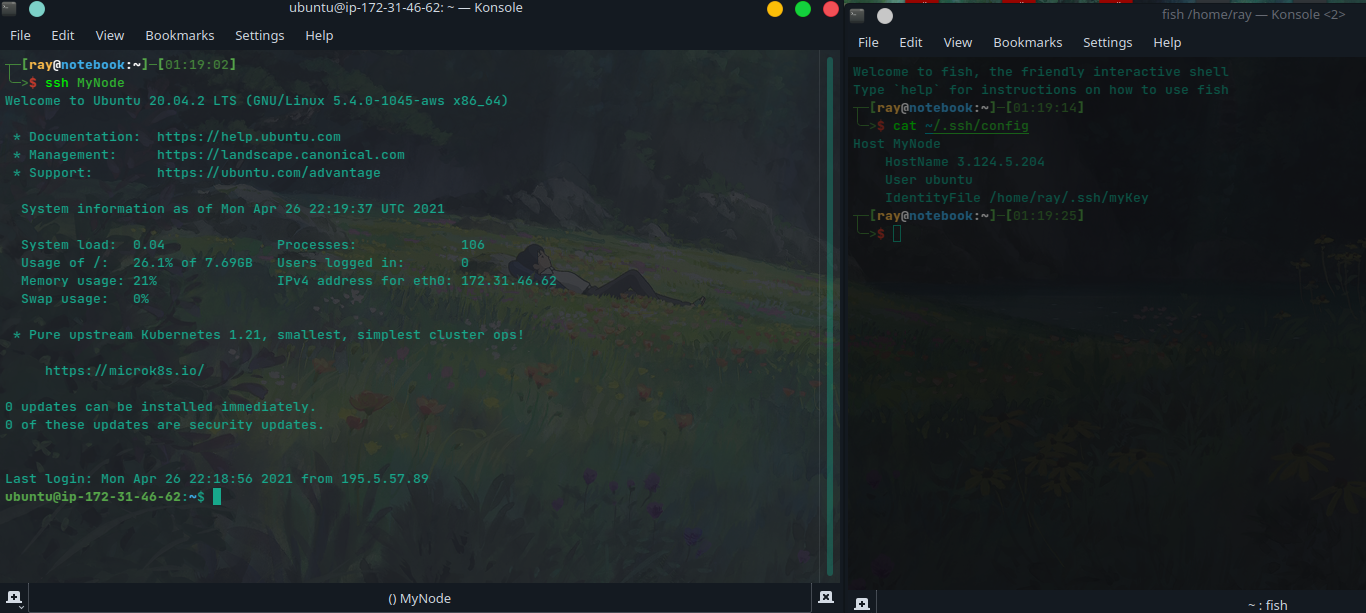 ubuntu@ip-172-31-46-62: ~ — Konsole
File Edit View Bookmarks Settings Help
[ray@notebook:~]─[01:19:02]
>$ ssh MyNode
Welcome to Ubuntu 20.04.2 LTS (GNU/Linux 5.4.0-1045-aws x86_64)
* Documentation: https://help.ubuntu.com
* Management: https://landscape.canonical.com
* Support: https://ubuntu.com/advantage
System information as of Mon Apr 26 22:19:37 UTC 2021
System load: 0.04 Processes: 106
Usage of /: 26.1% of 7.69GB Users logged in: 0
Memory usage: 21% IPv4 address for eth0: 172.31.46.62
Swap usage: 0%
* Pure upstream Kubernetes 1.21, smallest, simplest cluster ops!
https://microk8s.io/
0 updates can be installed immediately.
0 of these updates are security updates.
Last login: Mon Apr 26 22:18:56 2021 from 195.5.57.89
ubuntu@ip-172-31-46-62:~$
() MyNode
fish /home/ray — Konsole <2>
File Edit View Bookmarks Settings Help
Welcome to fish, the friendly interactive shell
Type `help` for instructions on how to use fish
[ray@notebook:~]─[01:19:14]
>$ cat ~/.ssh/config
Host MyNode
HostName 3.124.5.204
User ubuntu
IdentityFile /home/ray/.ssh/myKey
[ray@notebook:~]─[01:19:25]
>$
~ : fish